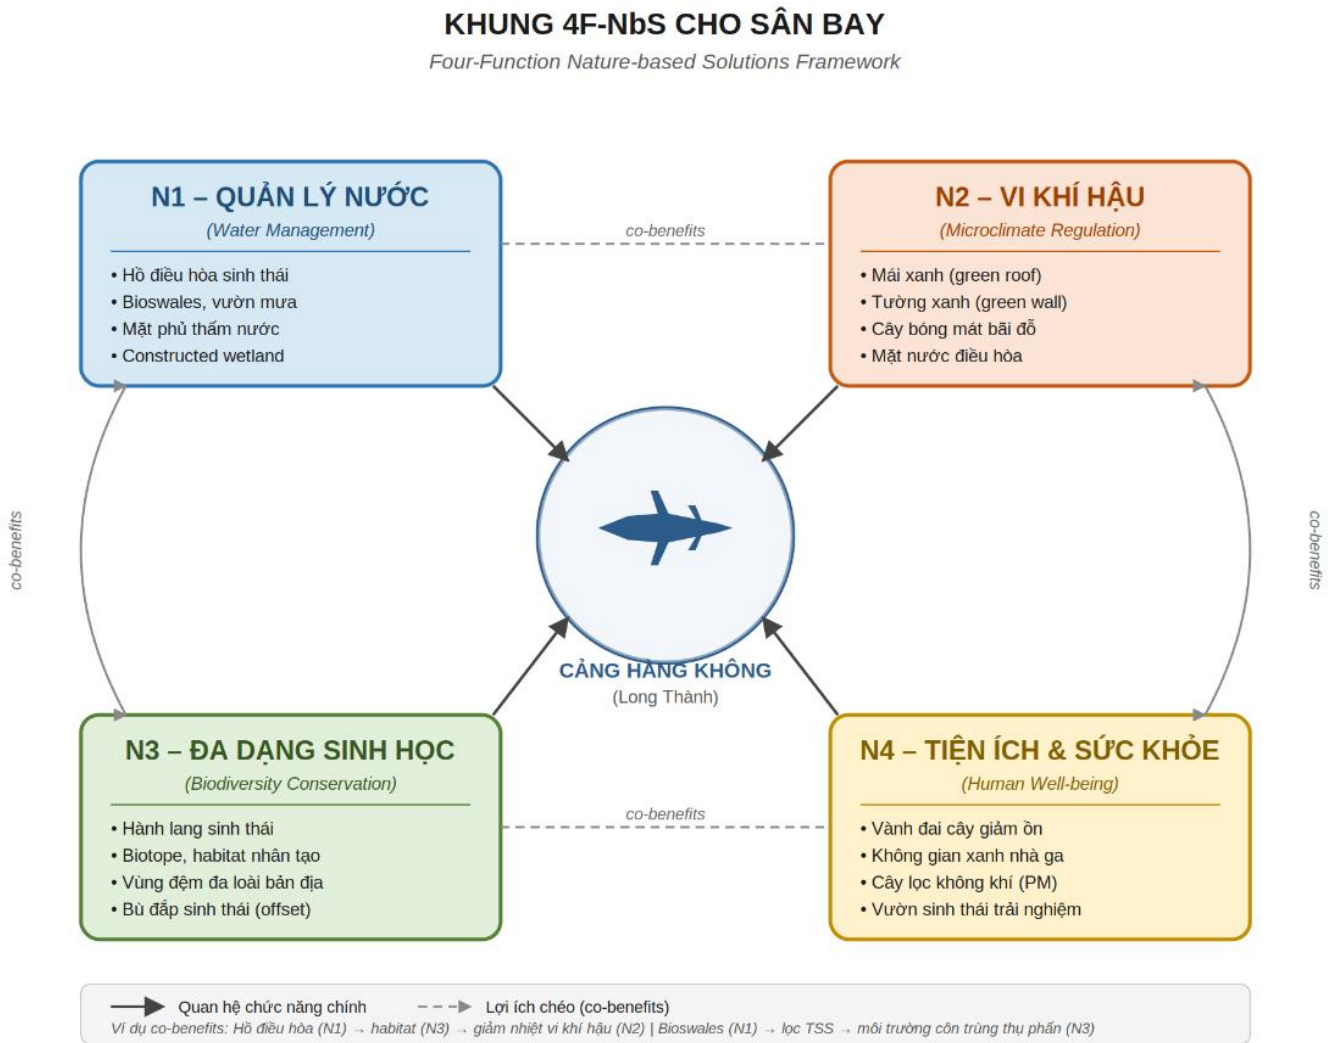 KHUNG 4F-NbS CHO SÂN BAY
Four-Function Nature-based Solutions Framework
N1 – QUẢN LÝ NƯỚC
(Water Management)
• Hồ điều hòa sinh thái
• Bioswales, vườn mưa
• Mặt phủ thấm nước
• Constructed wetland
co-benefits
N2 – VI KHÍ HẬU
(Microclimate Regulation)
• Mái xanh (green roof)
• Tường xanh (green wall)
• Cây bóng mát bãi đỗ
• Mặt nước điều hòa
co-benefits
co-benefits
CẢNG HÀNG KHÔNG
(Long Thành)
N3 – ĐA DẠNG SINH HỌC
(Biodiversity Conservation)
• Hành lang sinh thái
• Biotope, habitat nhân tạo
• Vùng đệm đa loài bản địa
• Bù đắp sinh thái (offset)
co-benefits
N4 – TIỆN ÍCH & SỨC KHỎE
(Human Well-being)
• Vành đai cây giảm ồn
• Không gian xanh nhà ga
• Cây lọc không khí (PM)
• Vườn sinh thái trải nghiệm
Quan hệ chức năng chính
Lợi ích chéo (co-benefits)
Ví dụ co-benefits: Hồ điều hòa (N1) → habitat (N3) → giảm nhiệt vi khí hậu (N2) | Bioswales (N1) → lọc TSS → môi trường côn trùng thụ phấn (N3)